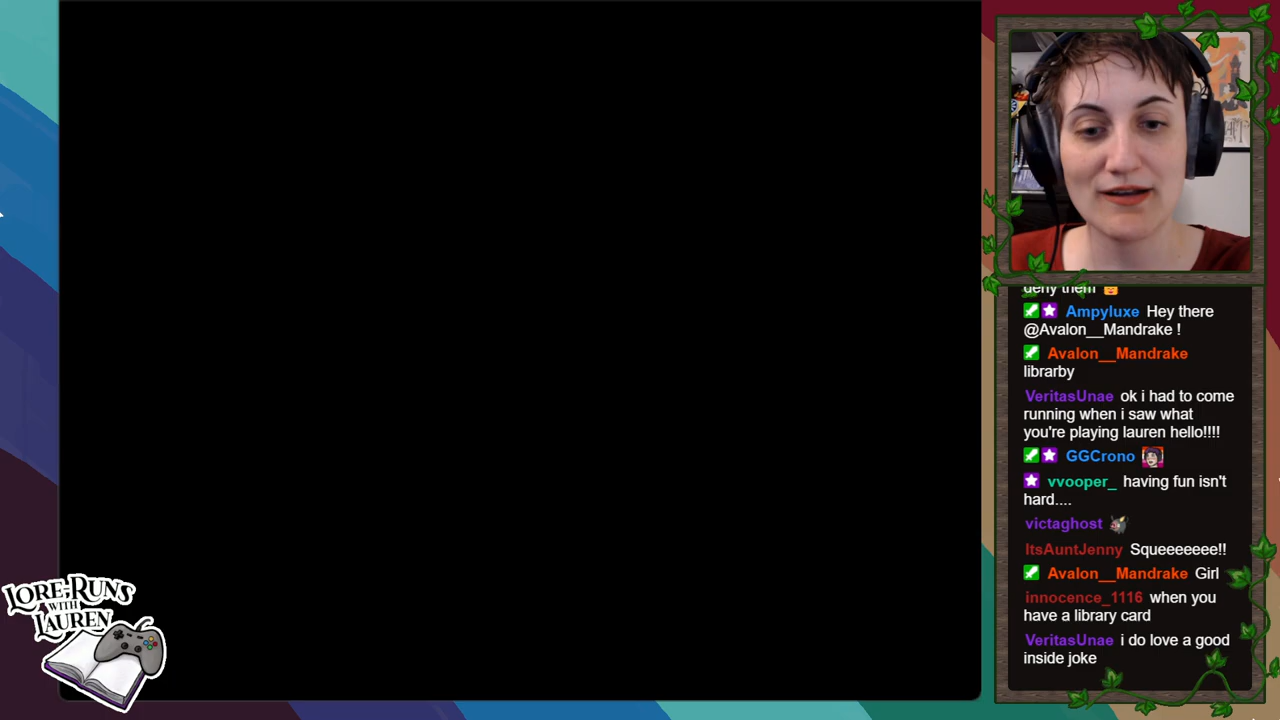 deny them
Ampyluxe Hey there
@Avalon__Mandrake !
Avalon__Mandrake
librarby
VeritasUnae ok i had to come
running when i saw what
you're playing lauren hello!!!!
GGCrono
vvooper_ having fun isn't
hard....
victaghost
ItsAuntJenny Squeeeeeee!!
Avalon__Mandrake Girl
innocence_1116 when you
have a library card
VeritasUnae i do love a good
inside joke
LORE-RUNS
WITH
LAUREN